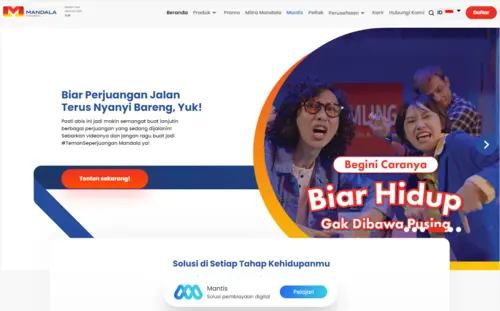 MANDALA
Beranda
Produk
Promo
Mitra Mandala
Mantis
PeRak
Perusahaan
Karir
Hubungi Kami
ID
Daftar
Biar Perjuangan Jalan
Terus Nyanyi Bareng, Yuk!
Pasti abis ini jadi makin semangat buat lanjutin
berbagai perjuangan yang sedang dijalanin!
Sebarkan videonya dan jangan ragu buat jadi
#TemanSeperjuangan Mandala ya!
Tonton sekarang!
Begini Caranya
Biar Hidup
Gak Dibawa Pusing
Solusi di Setiap Tahap Kehidupanmu
Mantis
Solusi pembiayaan digital
Pelajari